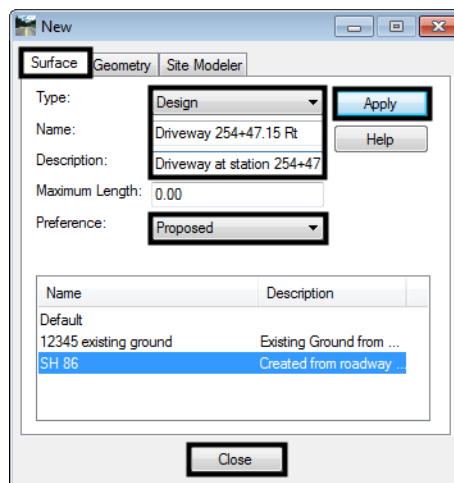 New
Surface Geometry Site Modeler
Type: Design Apply
Name: Driveway 254+47.15 Rt Help
Description: Driveway at station 254+47
Maximum Length: 0.00
Preference: Proposed
Name Description
Default
12345 existing ground Existing Ground from ...
SH 86 Created from roadway ...
Close